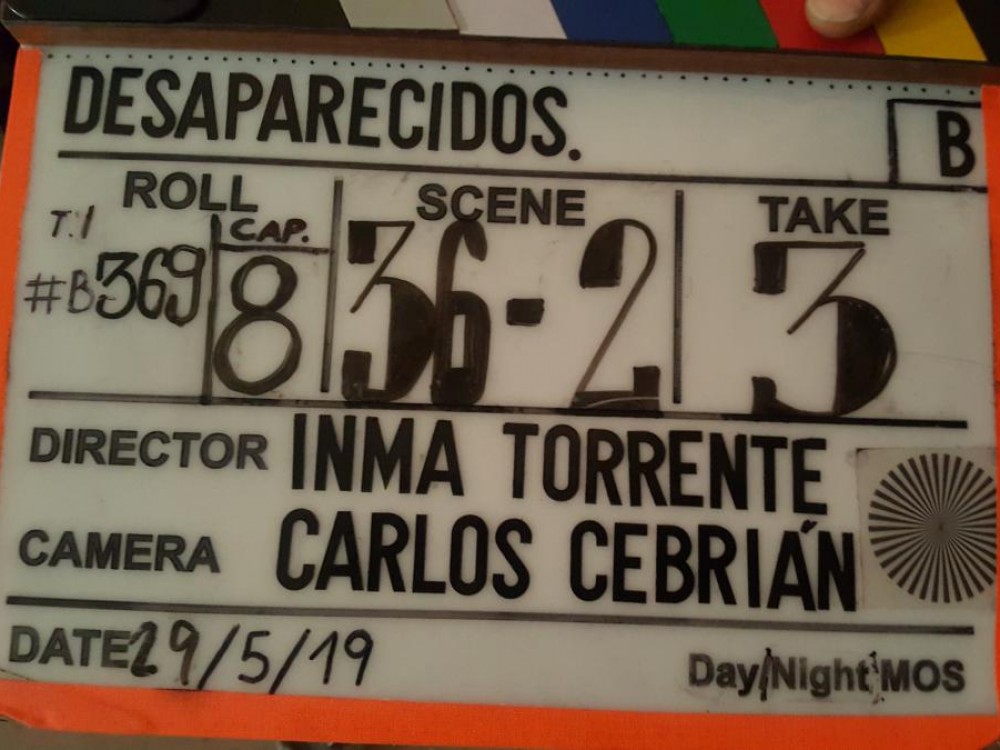 DESAPARECIDOS.
B
ROLL SCENE TAKE
T.1 CAP.
#B369 8 36-2 3
DIRECTOR INMA TORRENTE
CAMERA CARLOS CEBRIÁN
DATE 29/5/19 Day/Night MOS